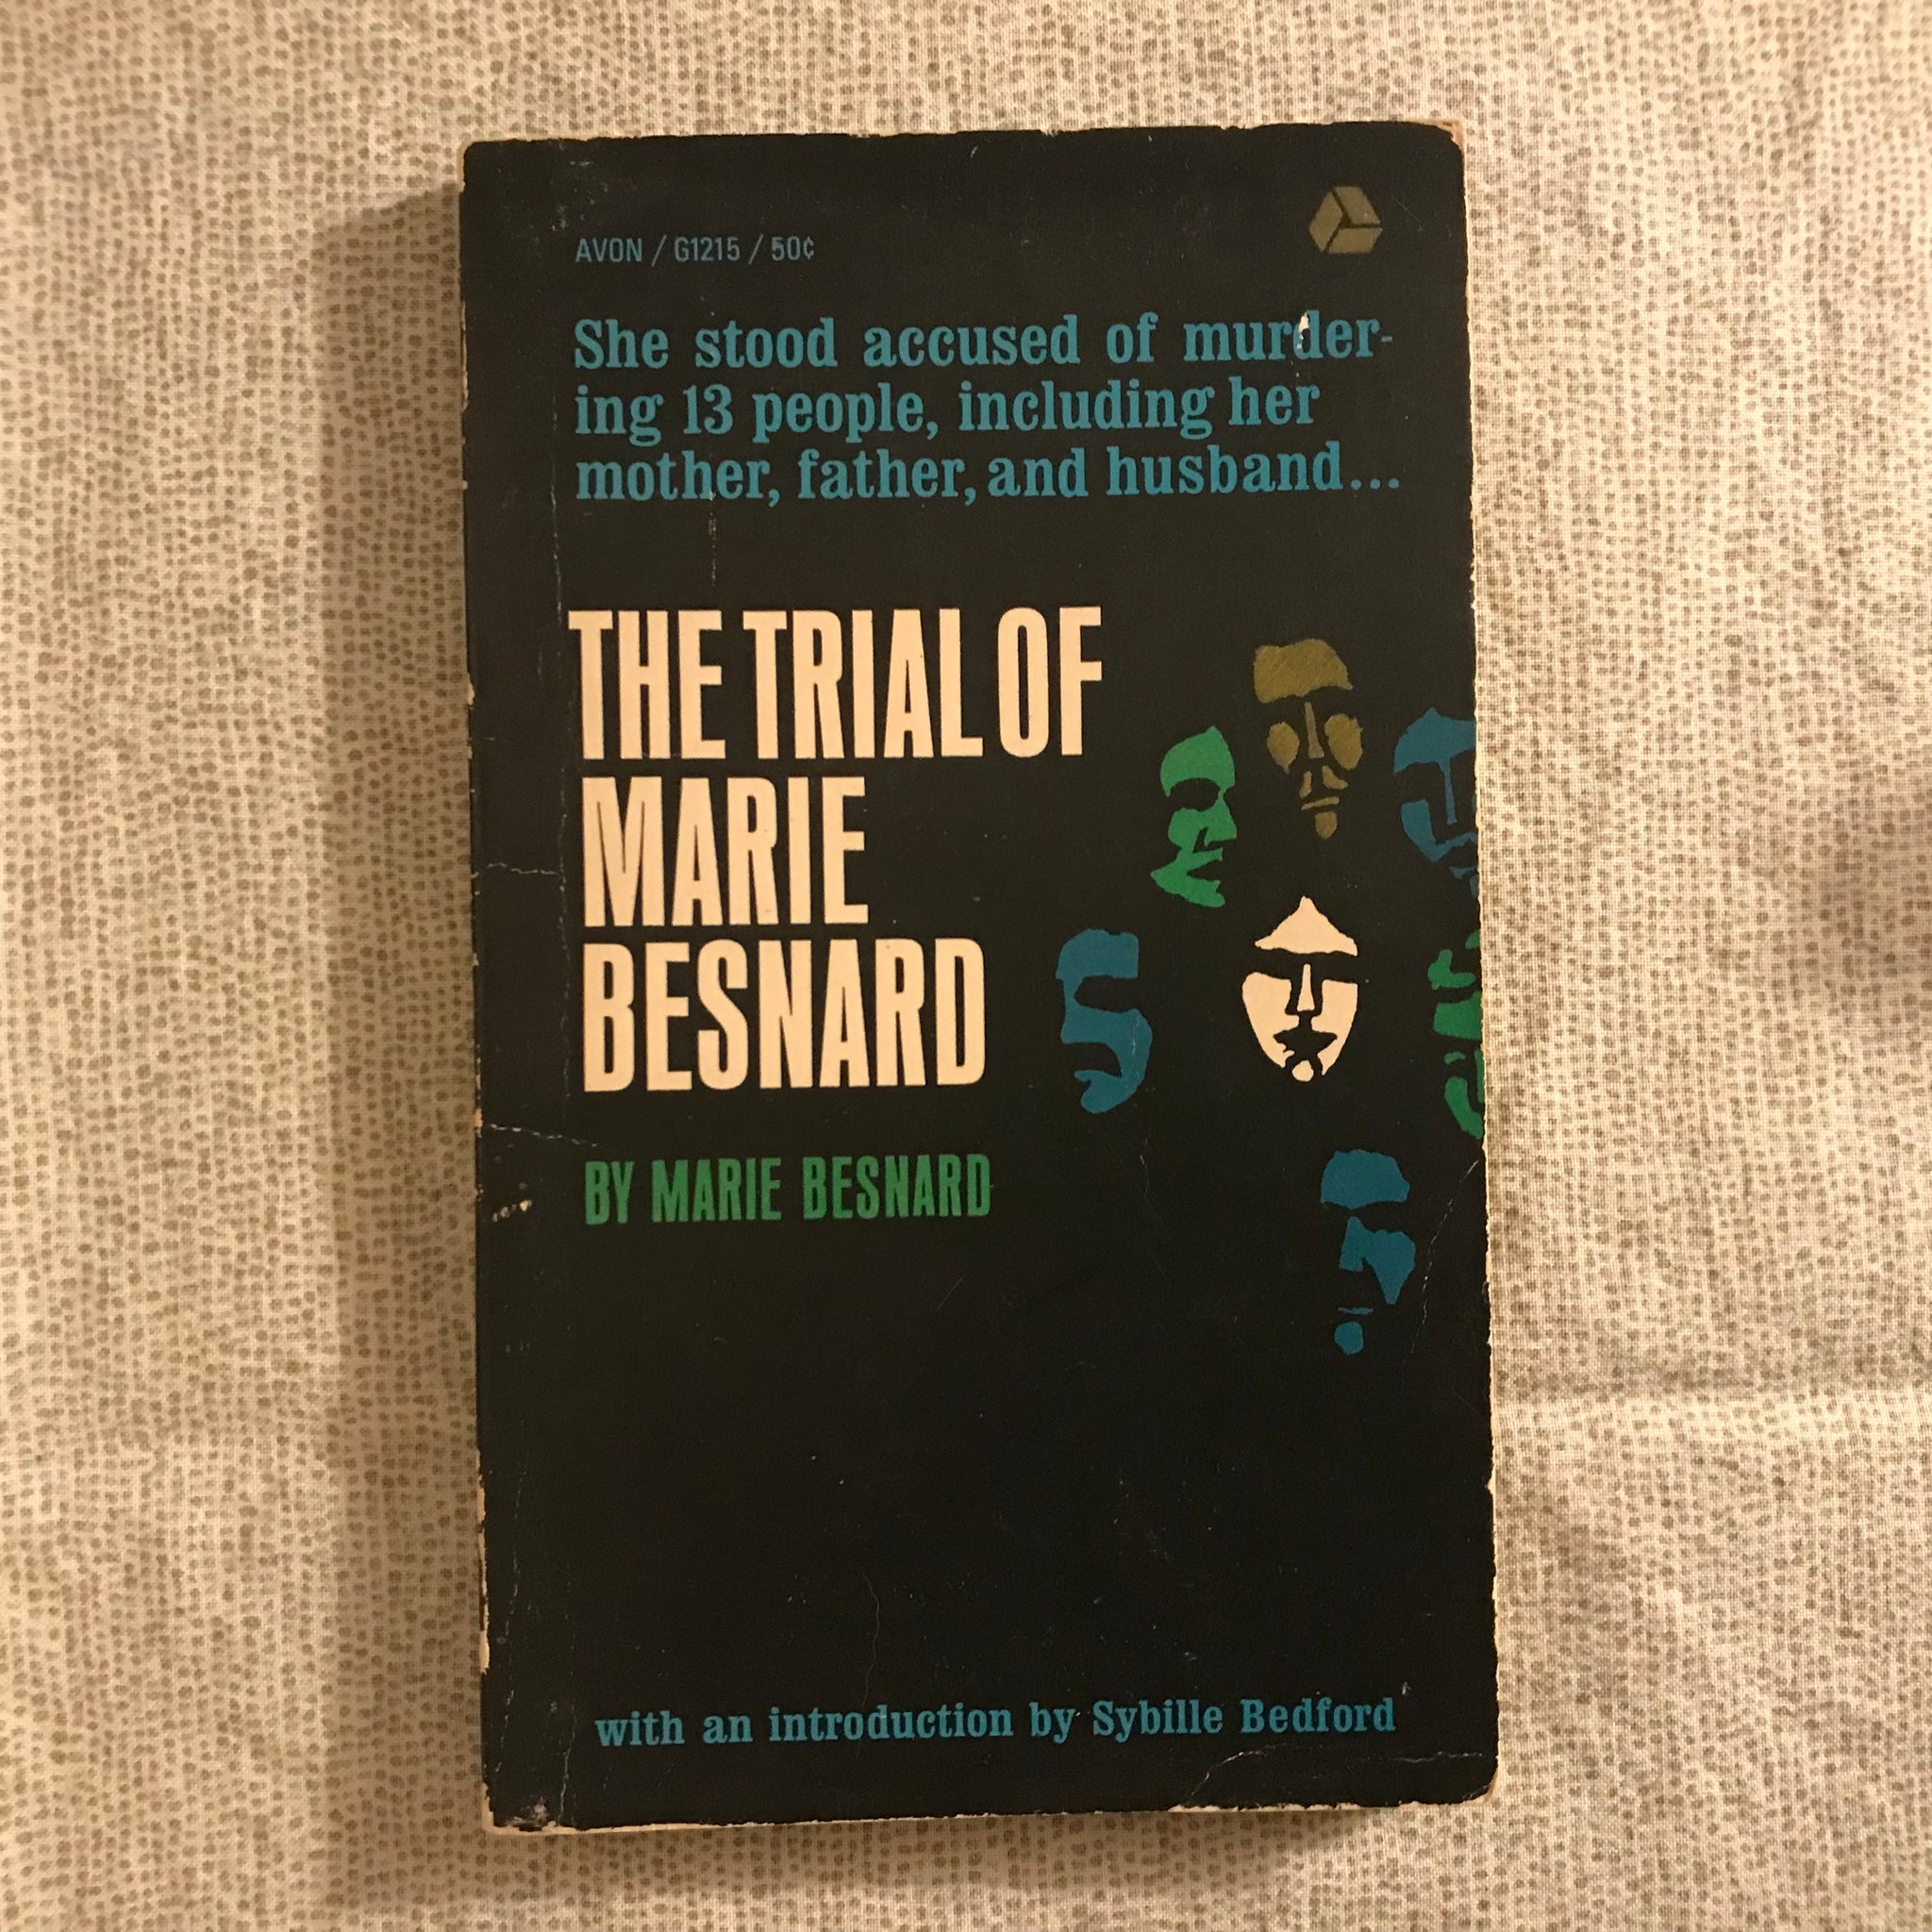 AVON / G1215 / 50¢
She stood accused of murder-
ing 13 people, including her
mother, father, and husband...
THE TRIAL OF
MARIE
BESNARD
BY MARIE BESNARD
with an introduction by Sybille Bedford